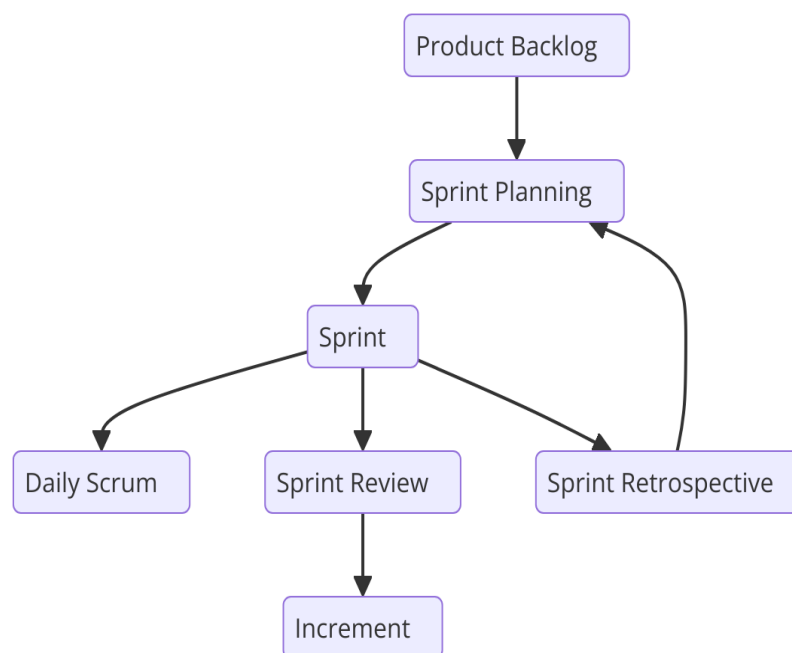 Product Backlog
Sprint Planning
Sprint
Daily Scrum
Sprint Review
Sprint Retrospective
Increment